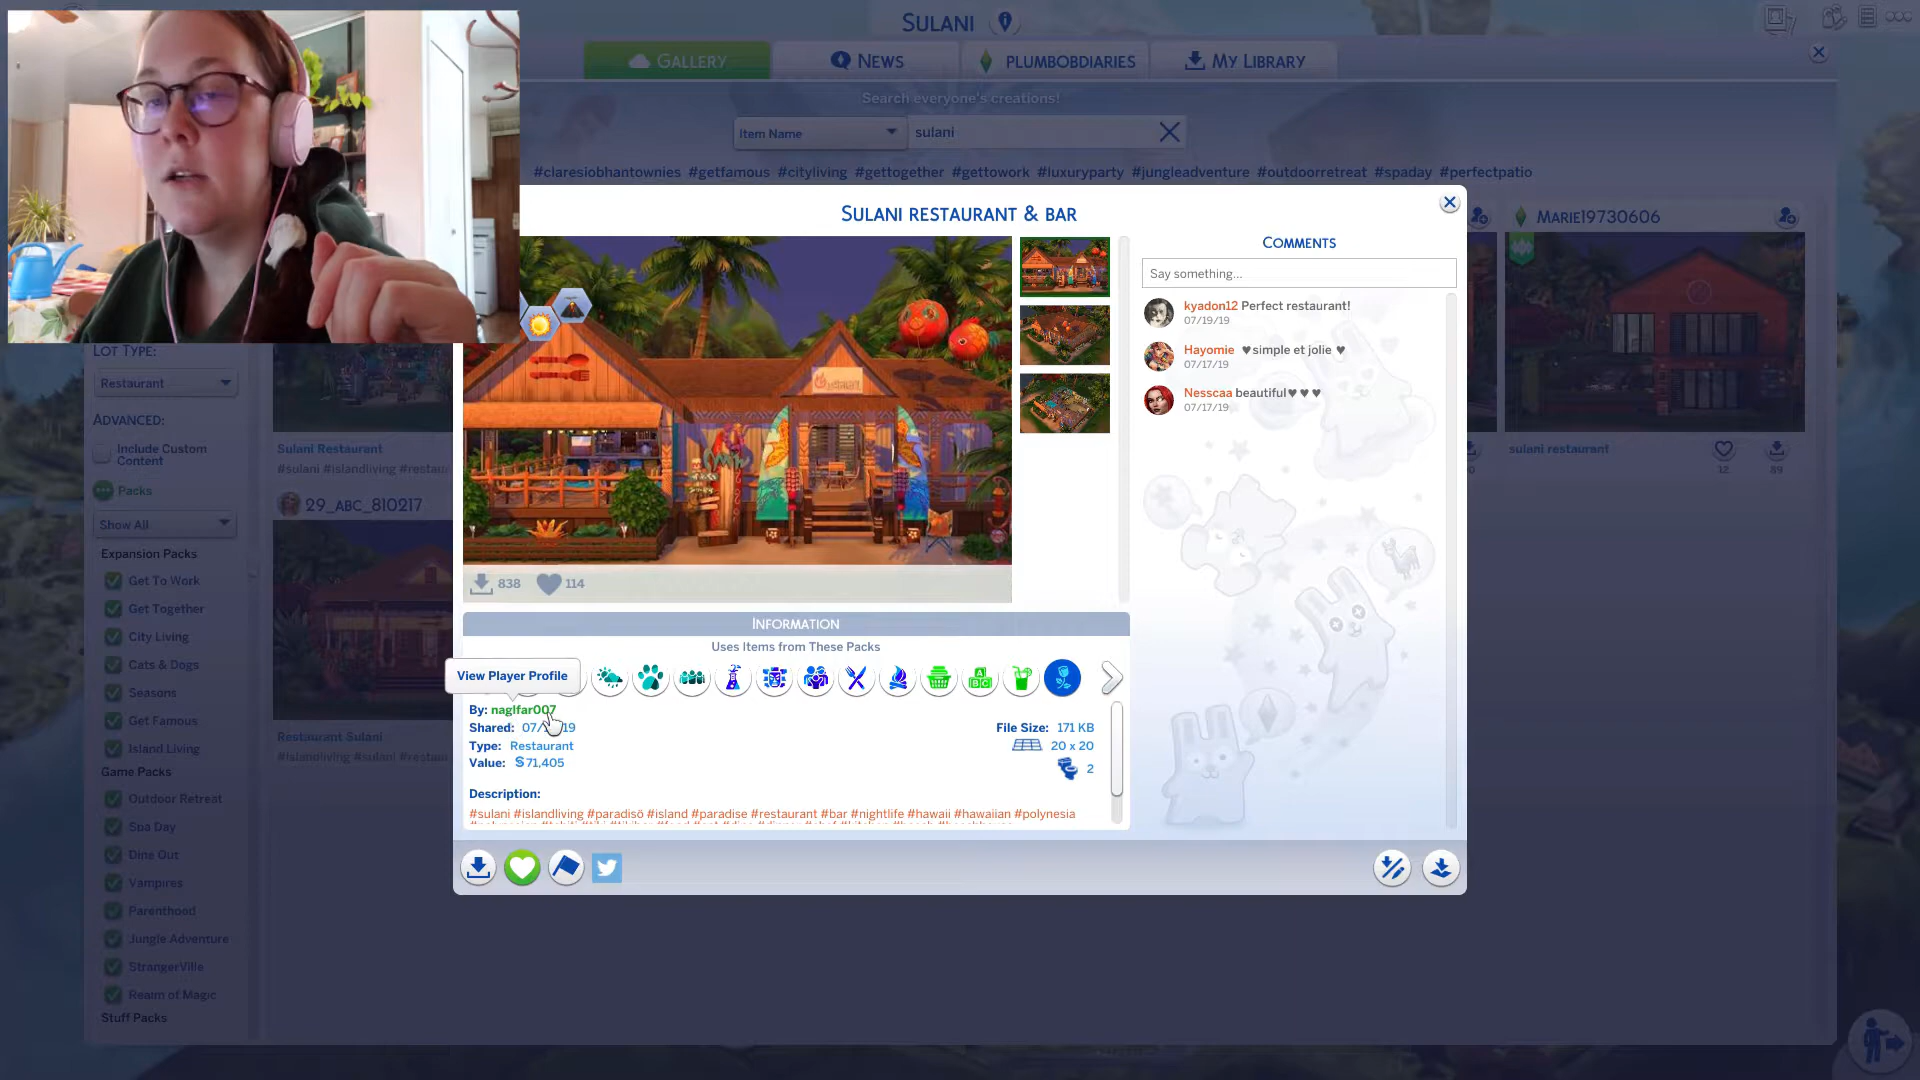 SULANI
GALLERY
NEWS
PLUMBOBDIARIES
MY LIBRARY
Search everyone's creations!
Item Name
sulani
#claresiobhantownies #getfamous #cityliving #gettogether #gettowork #luxuryparty #jungleadventure #outdoorretreat #spaday #perfectpatio
SULANI RESTAURANT & BAR
838
114
INFORMATION
Uses Items from These Packs
View Player Profile
By: naglfar007
Shared: 07/ 19
Type: Restaurant
Value: §71,405
File Size: 171 KB
20 x 20
2
Description:
#sulani #islandliving #paradisö #island #paradise #restaurant #bar #nightlife #hawaii #hawaiian #polynesia
COMMENTS
Say something...
kyadon12 Perfect restaurant!
07/19/19
Hayomie ♥simple et jolie ♥
07/17/19
Nesscaa beautiful♥♥♥
07/17/19
MARIE19730606
sulani restaurant
12
89
LOT TYPE:
Restaurant
ADVANCED:
Include Custom
Content
Packs
Show All
Expansion Packs
Get To Work
Get Together
City Living
Cats & Dogs
Seasons
Get Famous
Island Living
Game Packs
Outdoor Retreat
Spa Day
Dine Out
Vampires
Parenthood
Jungle Adventure
StrangerVille
Realm of Magic
Stuff Packs
Sulani Restaurant
#sulani #islandliving #restau
29_ABC_810217
Restaurant Sulani
#islandliving #sulani #restau